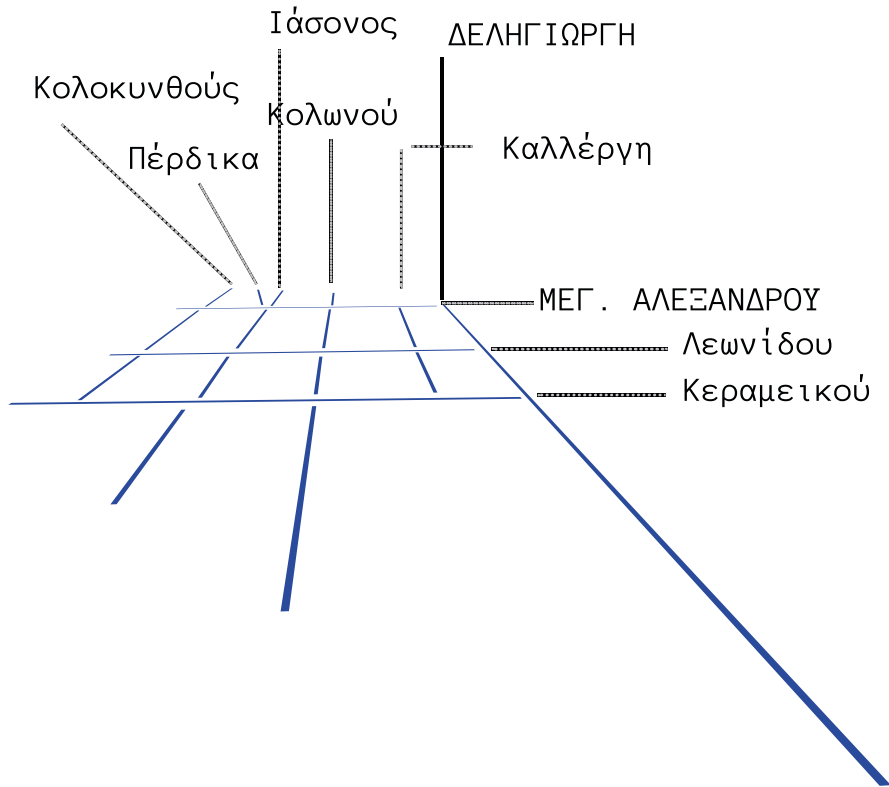 Ιάσονος
ΔΕΛΗΓΙΩΡΓΗ
Κολοκυνθούς
Κολωνού
Πέρδικα
Καλλέργη
ΜΕΓ. ΑΛΕΞΑΝΔΡΟΥ
Λεωνίδου
Κεραμεικού